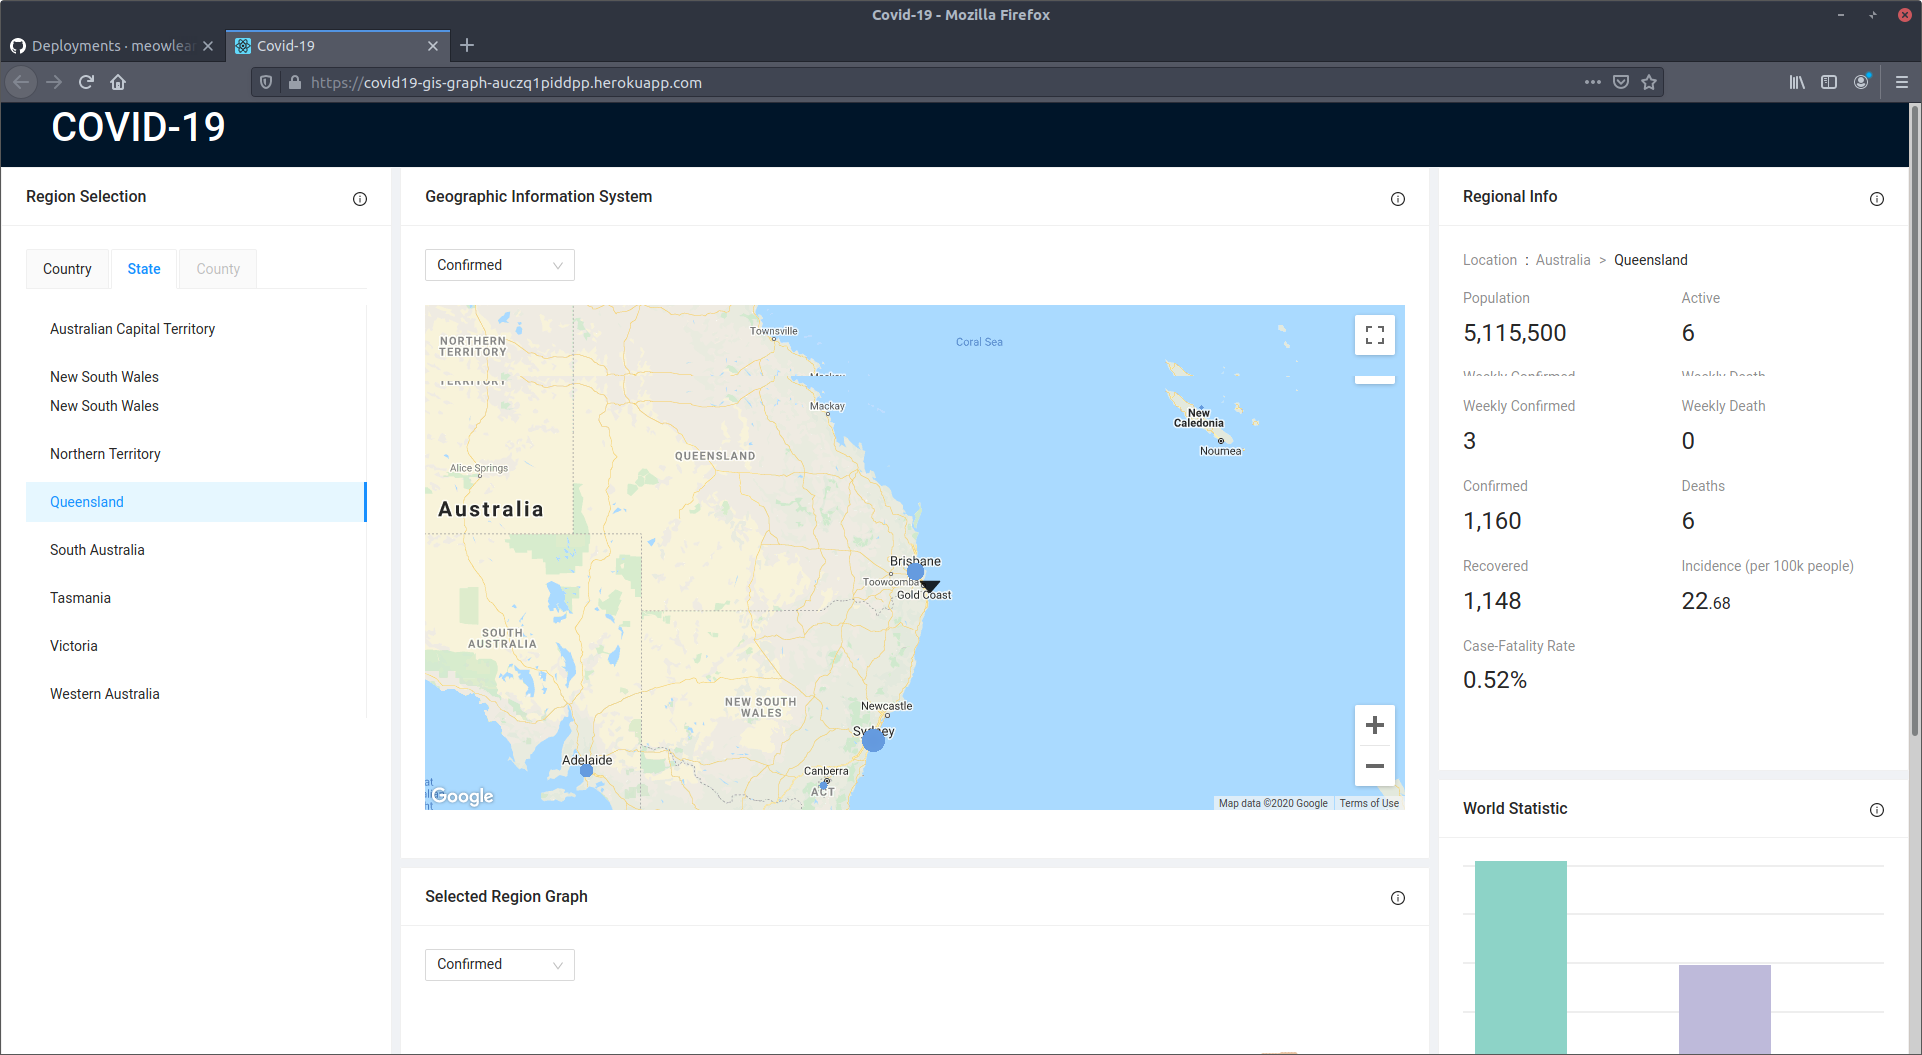 Covid-19 - Mozilla Firefox
Deployments · meowlea
Covid-19
https://covid19-gis-graph-auczq1piddpp.herokuapp.com
COVID-19
Region Selection
Country
State
County
Australian Capital Territory
New South Wales
New South Wales
Northern Territory
Queensland
South Australia
Tasmania
Victoria
Western Australia
Geographic Information System
Confirmed
NORTHERN
TERRITORY
TERRITORY
Townsville
Mackay
Mackay
Coral Sea
New
Caledonia
Noumea
QUEENSLAND
Alice Springs
Australia
Brisbane
Toowoomba
Gold Coast
SOUTH
AUSTRALIA
NEW SOUTH
WALES
Newcastle
Sydney
Adelaide
Canberra
ACT
Google
Map data ©2020 Google
Terms of Use
Selected Region Graph
Confirmed
Regional Info
Location : Australia > Queensland
Population
Active
5,115,500
6
Weekly Confirmed
Weekly Death
Weekly Confirmed
Weekly Death
3
0
Confirmed
Deaths
1,160
6
Recovered
Incidence (per 100k people)
1,148
22.68
Case-Fatality Rate
0.52%
World Statistic